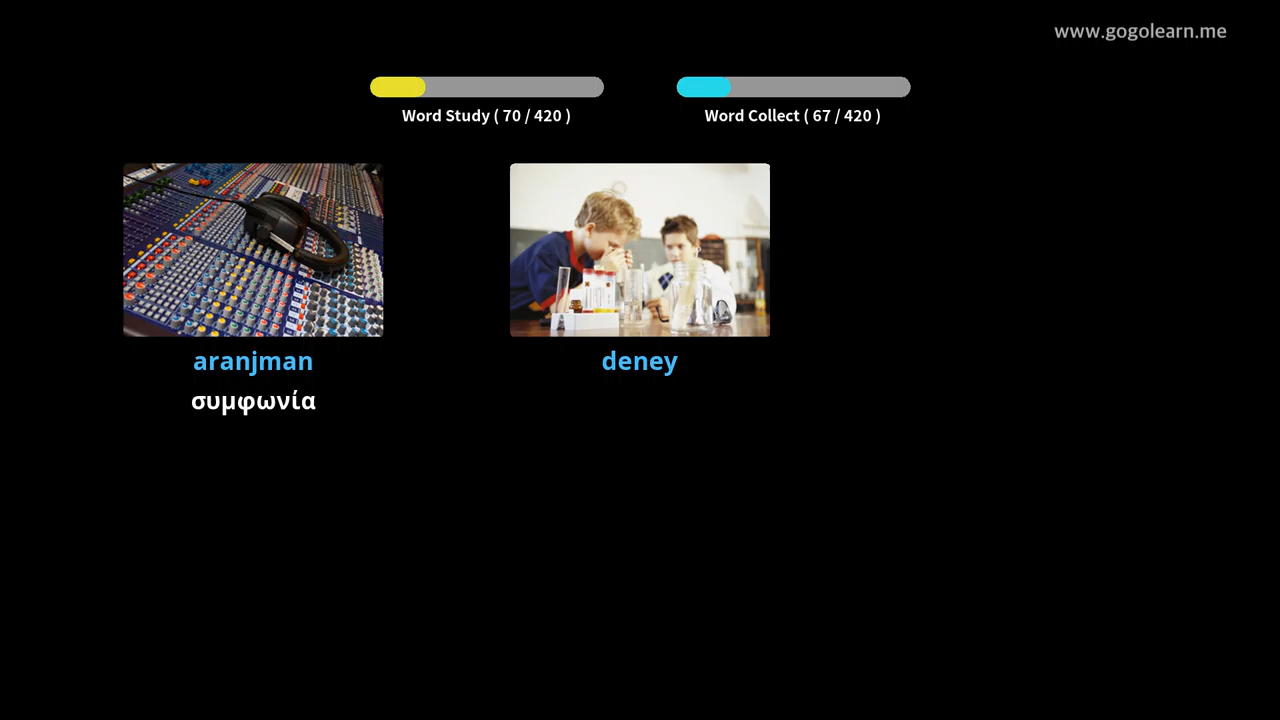 www.gogolearn.me
Word Study ( 70 / 420 )
Word Collect ( 67 / 420 )
aranjman
συμφωνία
deney